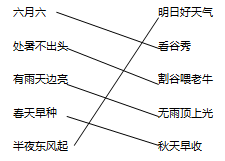 六月六
明日好天气
处暑不出头
看谷秀
有雨天边亮
割谷喂老牛
春天早种
无雨顶上光
半夜东风起
秋天早收